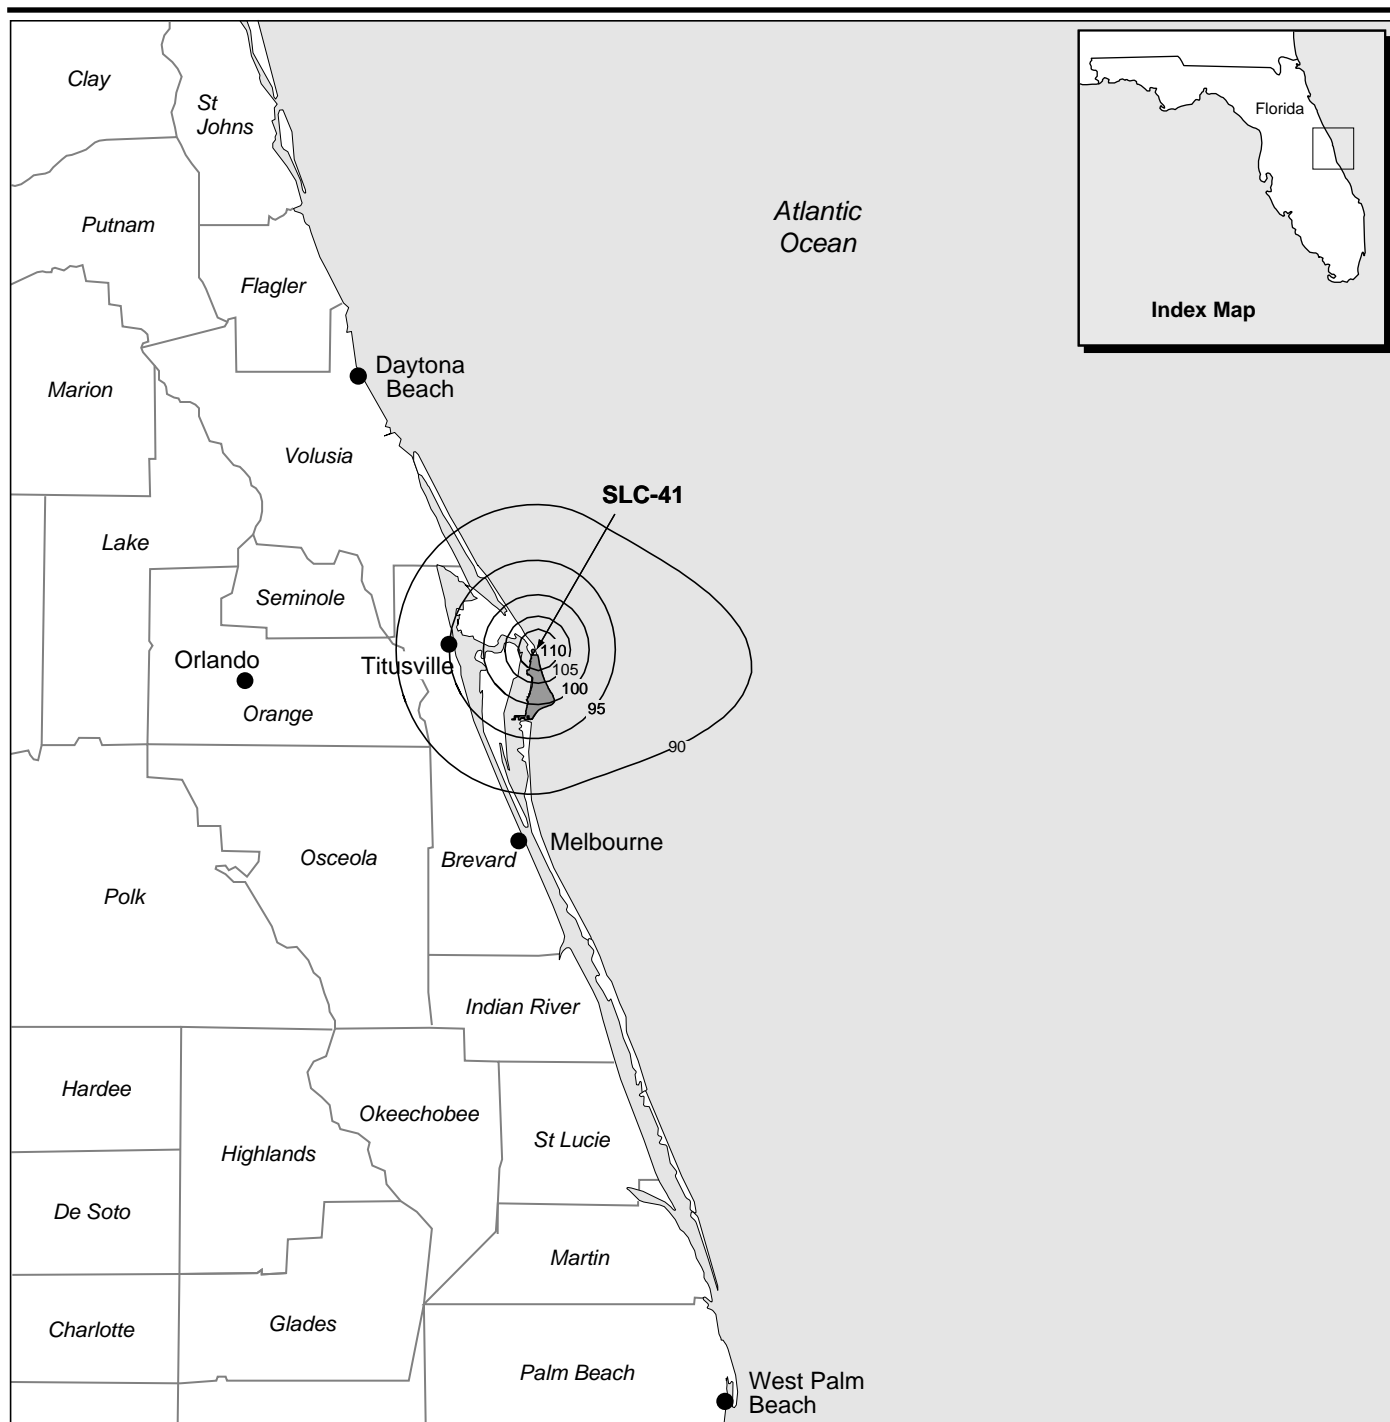 Clay
St
Johns
Florida
Atlantic
Ocean
Putnam
Flagler
Index Map
Daytona
Beach
Marion
Volusia
SLC-41
Lake
Seminole
110
Orlando
Titusville
105
100
95
Orange
90
Melbourne
Osceola
Brevard
Polk
Indian River
Hardee
Okeechobee
St Lucie
Highlands
De Soto
Martin
Glades
Charlotte
Palm Beach
West Palm
Beach